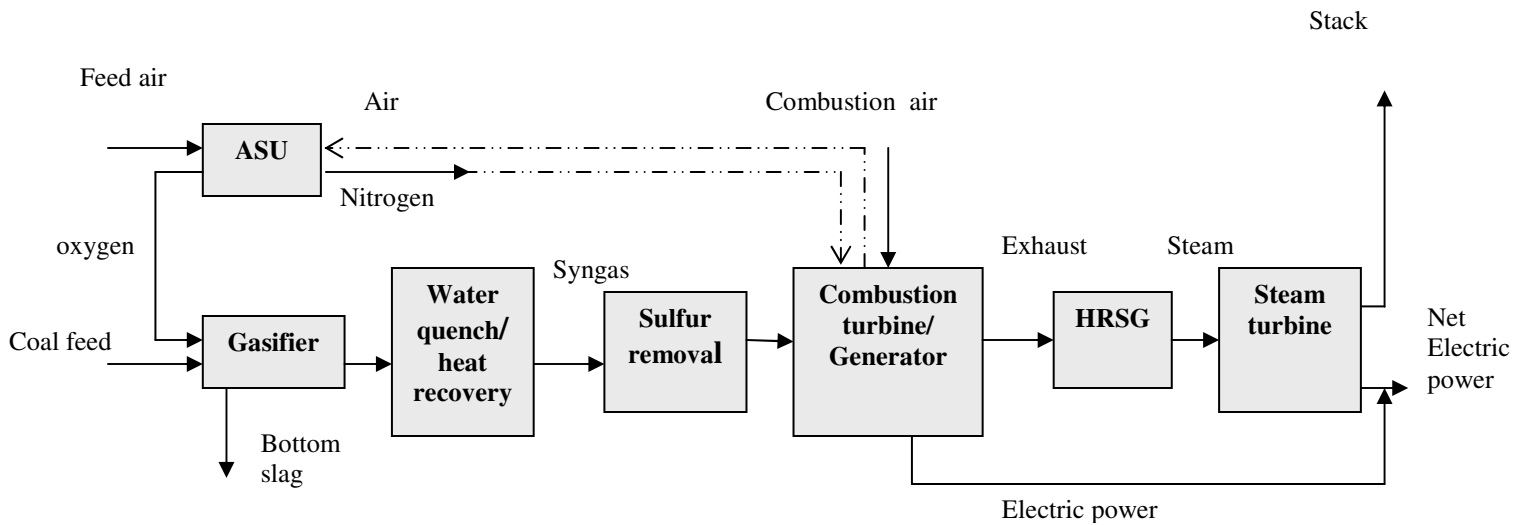 Stack
Feed air
Air
Combustion air
ASU
Nitrogen
oxygen
Exhaust
Steam
Syngas
Water
quench/
heat
recovery
Sulfur
removal
Combustion
turbine/
Generator
HRSG
Steam
turbine
Net
Electric
power
Coal feed
Gasifier
Bottom
slag
Electric power